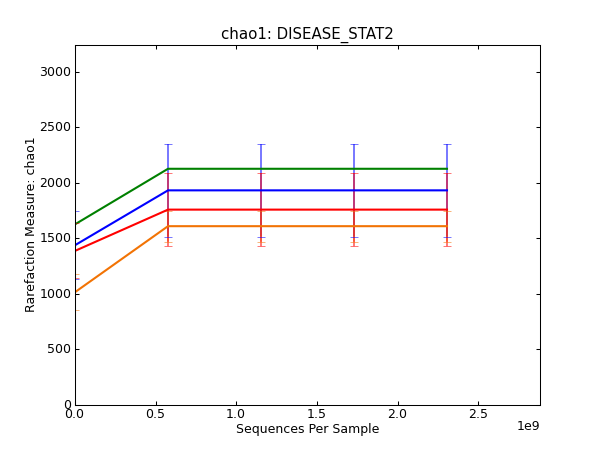 chao1: DISEASE_STAT2
Rarefaction Measure: chao1
3000
2500
2000
1500
1000
500
0
0.0 0.5 1.0 1.5 2.0 2.5
1e9
Sequences Per Sample